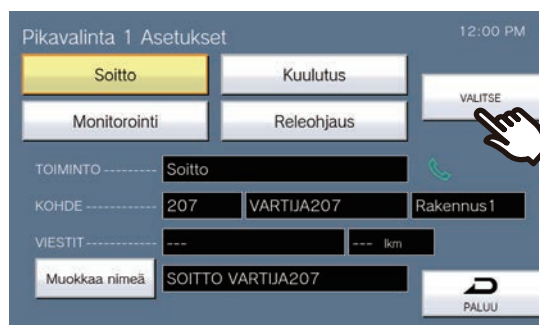 Pikavalinta 1 Asetukset 12:00 PM
Soitto Kuulutus
VALITSE
Monitorointi Releohjaus
TOIMINTO --------- Soitto
KOHDE ------------ 207 VARTIJA207 Rakennus1
VIESTIT------------ --- --- lkm
Muokkaa nimeä SOITTO VARTIJA207
PALUU